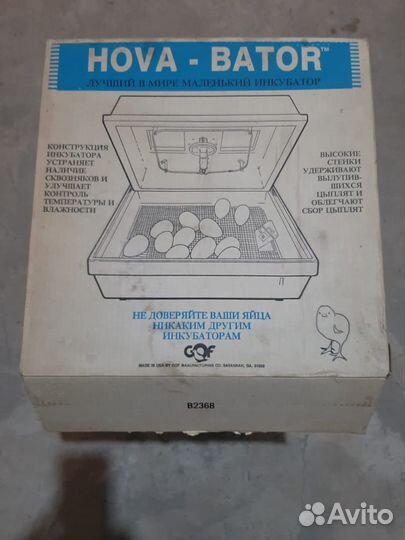 HOVA - BATOR™
ЛУЧШИЙ В МИРЕ МАЛЕНЬКИЙ ИНКУБАТОР
КОНСТРУКЦИЯ
ИНКУБАТОРА
УСТРАНЯЕТ
НАЛИЧИЕ
СКВОЗНЯКОВ И
УЛУЧШАЕТ
КОНТРОЛЬ
ТЕМПЕРАТУРЫ И
ВЛАЖНОСТИ
ВЫСОКИЕ
СТЕНКИ
УДЕРЖИВАЮТ
ВЫЛУПИВ-
ШИХСЯ
ЦЫПЛЯТ И
ОБЛЕГЧАЮТ
СБОР ЦЫПЛЯТ
НЕ ДОВЕРЯЙТЕ ВАШИ ЯЙЦА
НИКАКИМ ДРУГИМ
ИНКУБАТОРАМ
GQF
MADE IN USA BY GQF MANUFACTURING CO. SAVANNAH, GA. 31402
B2368
Avito